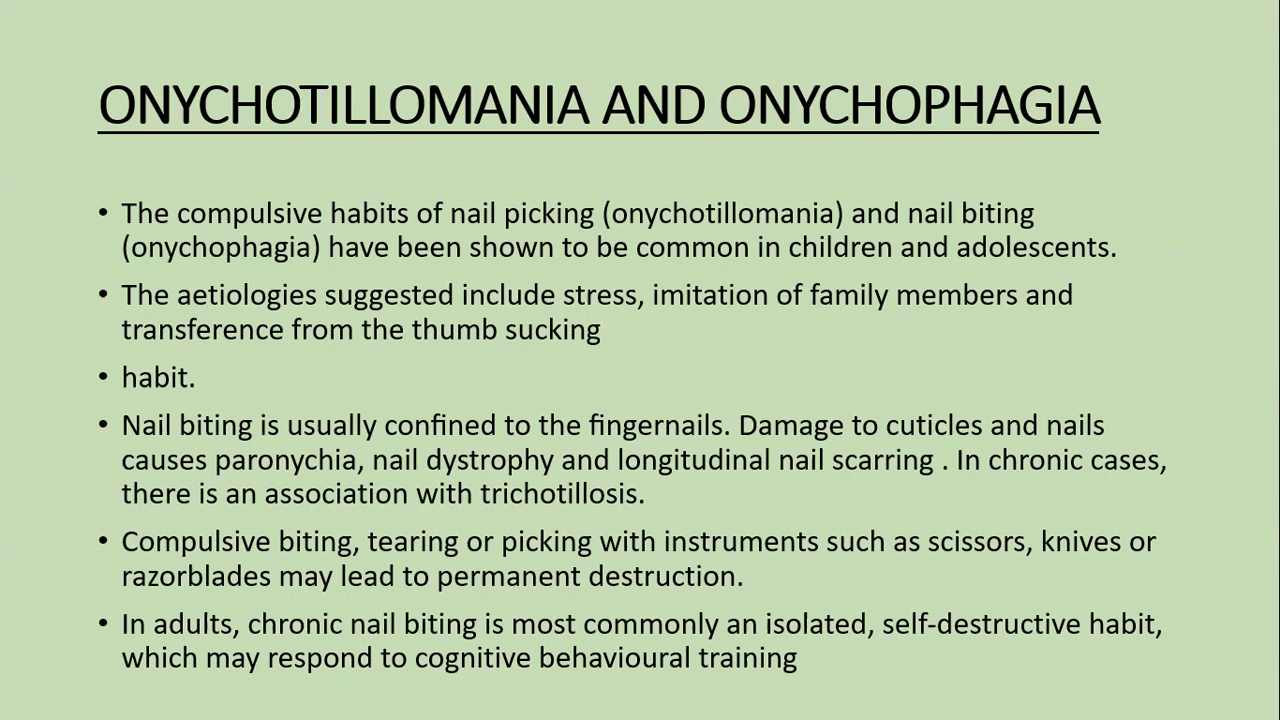 ONYCHOTILLOMANIA AND ONYCHOPHAGIA
• The compulsive habits of nail picking (onychotillomania) and nail biting
(onychophagia) have been shown to be common in children and adolescents.
• The aetiologies suggested include stress, imitation of family members and
transference from the thumb sucking
• habit.
• Nail biting is usually confined to the fingernails. Damage to cuticles and nails
causes paronychia, nail dystrophy and longitudinal nail scarring . In chronic cases,
there is an association with trichotillosis.
• Compulsive biting, tearing or picking with instruments such as scissors, knives or
razorblades may lead to permanent destruction.
• In adults, chronic nail biting is most commonly an isolated, self-destructive habit,
which may respond to cognitive behavioural training